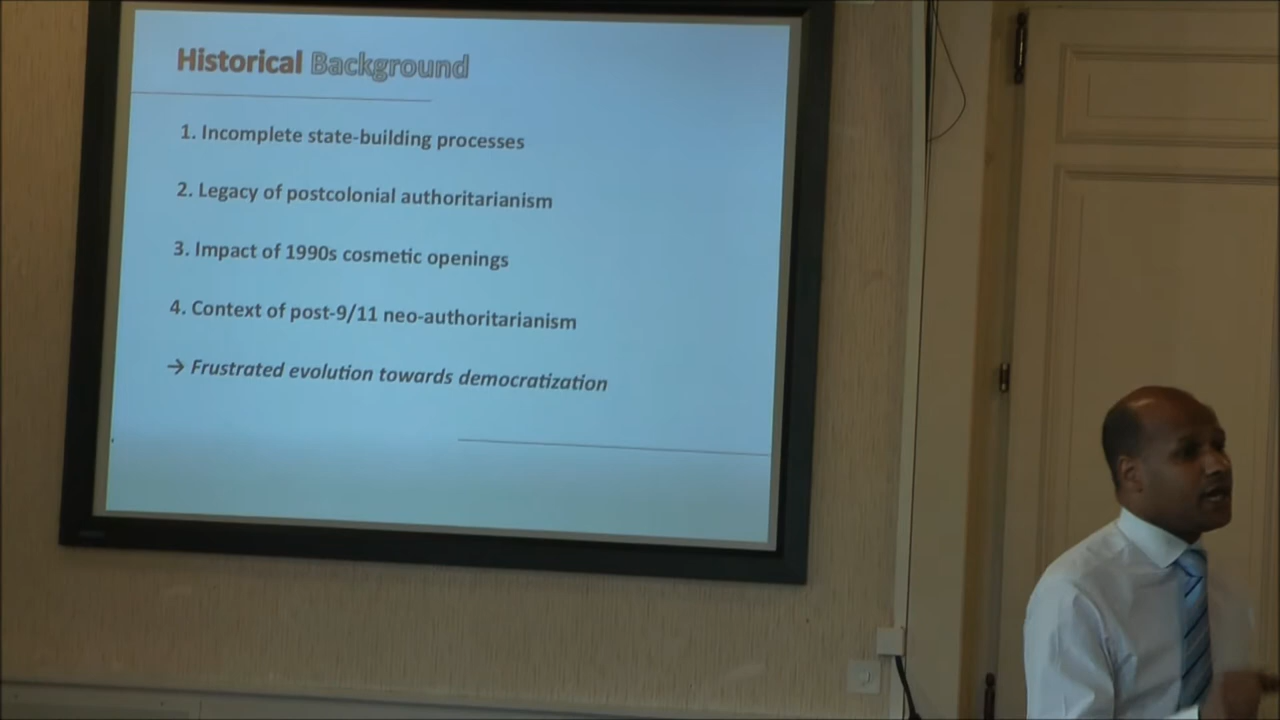 Historical Background
1. Incomplete state-building processes
2. Legacy of postcolonial authoritarianism
3. Impact of 1990s cosmetic openings
4. Context of post-9/11 neo-authoritarianism
→ Frustrated evolution towards democratization